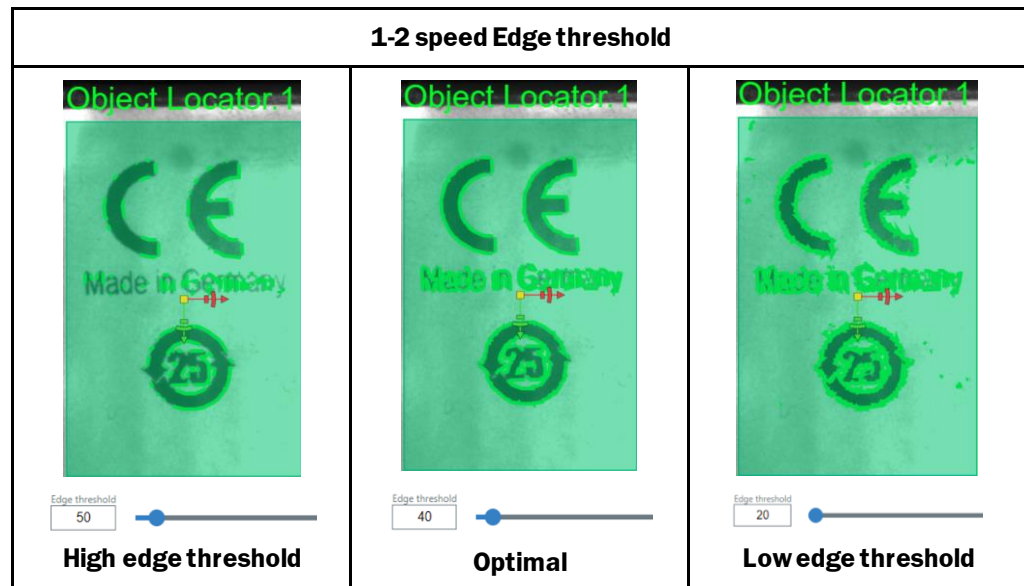 1-2 speed Edge threshold
Object Locator.1
CE
Made in Germany
25
Edge threshold
50
High edge threshold
Object Locator.1
CE
Made in Germany
25
Edge threshold
40
Optimal
Object Locator.1
CE
Made in Germany
25
Edge threshold
20
Low edge threshold